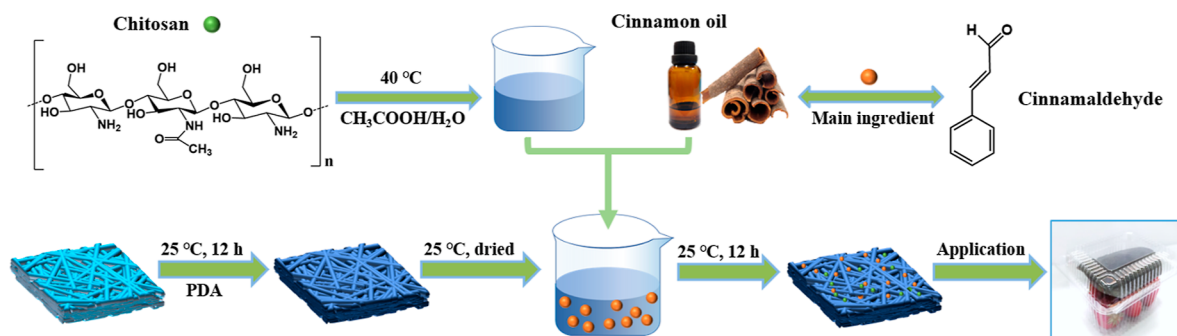 Chitosan
Cinnamon oil
OH
OH
OH
O
HO
NH2
O
HO
NH
O
CH3
O
HO
NH2
O
n
40 °C
CH3COOH/H2O
Main ingredient
H
O
Cinnamaldehyde
25 °C, 12 h
PDA
25 °C, dried
25 °C, 12 h
Application